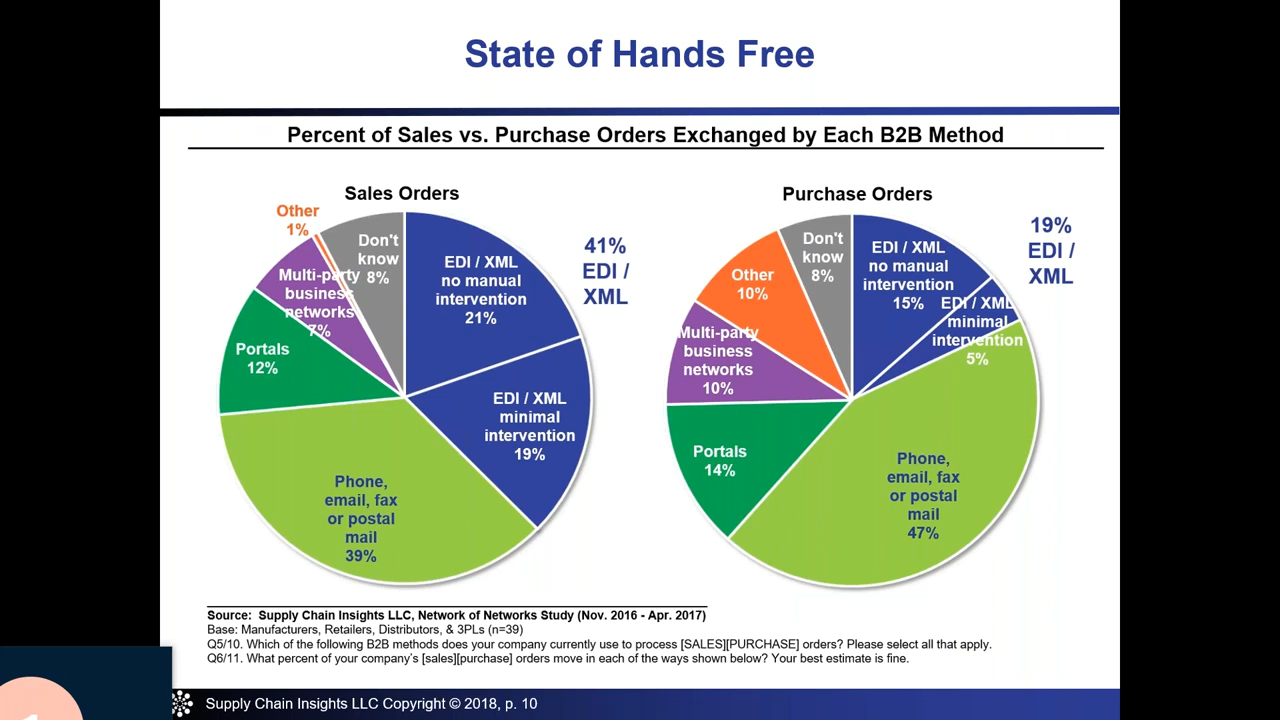 State of Hands Free
Percent of Sales vs. Purchase Orders Exchanged by Each B2B Method
Sales Orders
Other
1%
Don't
know
8%
EDI / XML
no manual
intervention
21%
41%
EDI /
XML
Multi-party
business
networks
7%
Portals
12%
EDI / XML
minimal
intervention
19%
Phone,
email, fax
or postal
mail
39%
Purchase Orders
Don't
know
8%
EDI / XML
no manual
intervention
15%
19%
EDI /
XML
Other
10%
EDI / XML
minimal
intervention
5%
Multi-party
business
networks
10%
Portals
14%
Phone,
email, fax
or postal
mail
47%
Source: Supply Chain Insights LLC, Network of Networks Study (Nov. 2016 - Apr. 2017)
Base: Manufacturers, Retailers, Distributors, & 3PLs (n=39)
Q5/10. Which of the following B2B methods does your company currently use to process [SALES][PURCHASE] orders? Please select all that apply.
Q6/11. What percent of your company's [sales][purchase] orders move in each of the ways shown below? Your best estimate is fine.
Supply Chain Insights LLC Copyright © 2018, p. 10